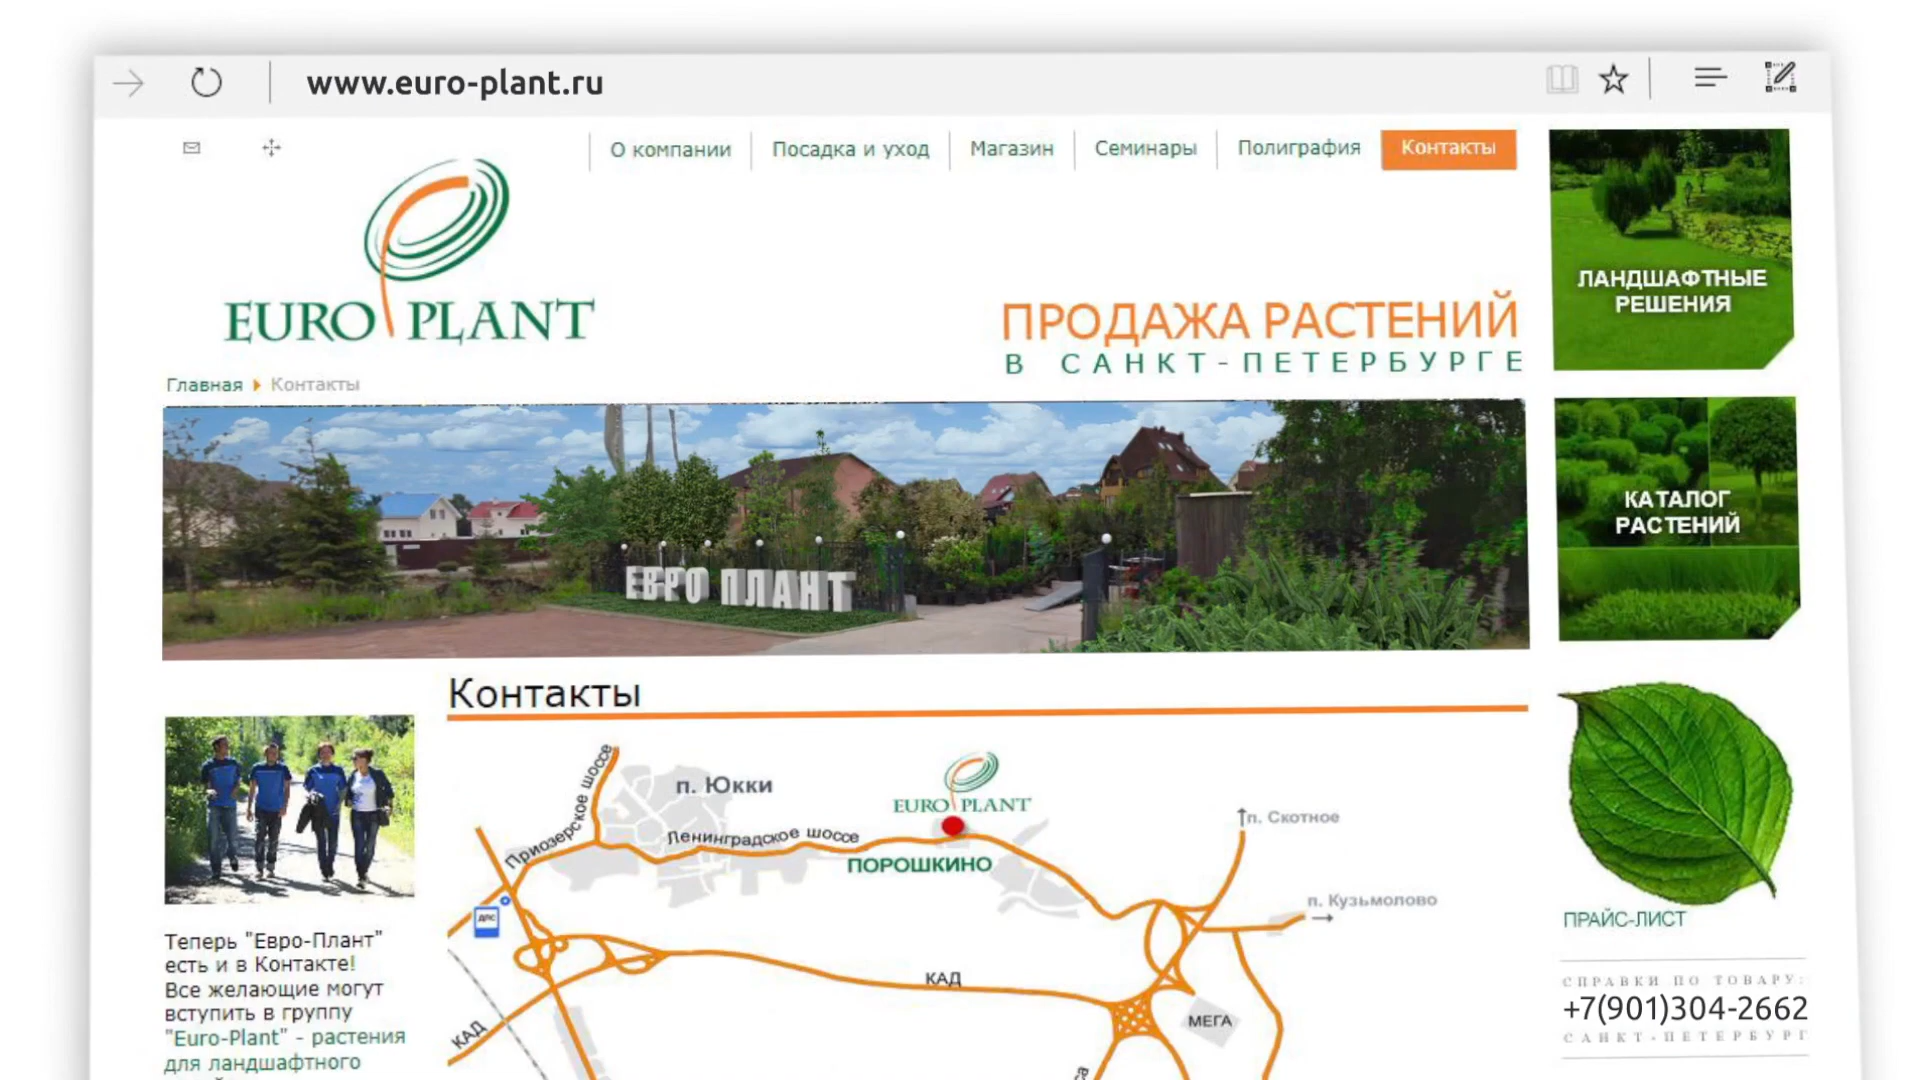 www.euro-plant.ru
О компании
Посадка и уход
Магазин
Семинары
Полиграфия
Контакты
EURO PLANT
ПРОДАЖА РАСТЕНИЙ
В САНКТ-ПЕТЕРБУРГЕ
Главная
Контакты
ЛАНДШАФТНЫЕ
РЕШЕНИЯ
КАТАЛОГ
РАСТЕНИЙ
ЕВРО ПЛАНТ
Контакты
Приозерское шоссе
п. Юкки
Ленинградское шоссе
EURO PLANT
ПОРОШКИНО
п. Скотное
п. Кузьмолово
ДПС
КАД
КАД
МЕГА
Теперь "Евро-Плант"
есть и в Контакте!
Все желающие могут
вступить в группу
"Euro-Plant" - растения
для ландшафтного
ПРАЙС-ЛИСТ
СПРАВКИ ПО ТОВАРУ:
+7(901)304-2662
САНКТ-ПЕТЕРБУРГ